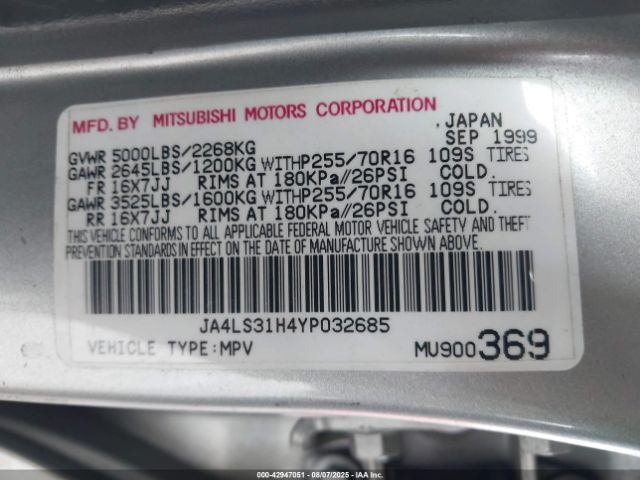 MFD. BY MITSUBISHI MOTORS CORPORATION .JAPAN
SEP 1999
GVWR 5000LBS/2268KG
GAWR 2645LBS/1200KG WITHP255/70R16 109S TIRES
FR 16X7JJ RIMS AT 180KPa//26PSI COLD.
GAWR 3525LBS/1600KG WITHP255/70R16 109S TIRES
RR 16X7JJ RIMS AT 180KPa//26PSI COLD.
THIS VEHICLE CONFORMS TO ALL APPLICABLE FEDERAL MOTOR VEHICLE SAFETY AND THEFT
PREVENTION STANDARDS IN EFFECT ON THE DATE OF MANUFACTURE SHOWN ABOVE.
JA4LS31H4YP032685
VEHICLE TYPE:MPV MU900369
000-42947051 - 08/07/2025 - IAAI.COM